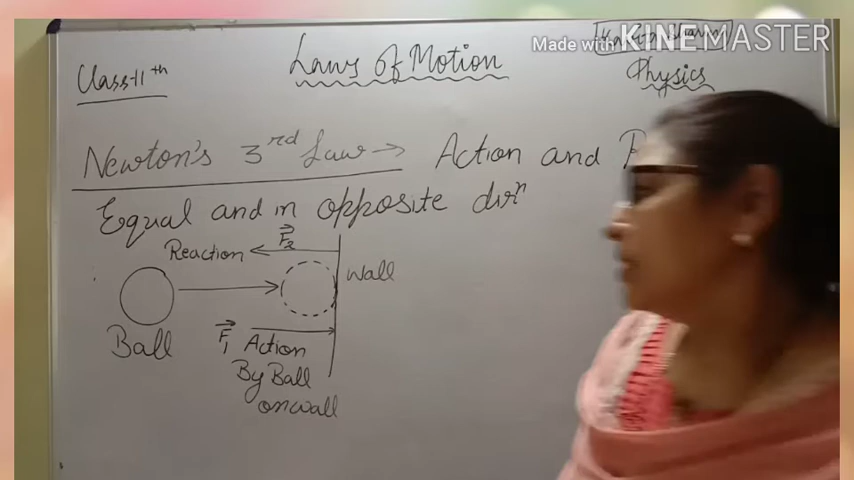 Made with KINEMASTER
Class-11th
Laws of Motion
Physics
Newton's 3rd Law → Action and
Equal and in opposite dirn
Reaction
F2
Wall
Ball
F1 Action
By Ball
on wall